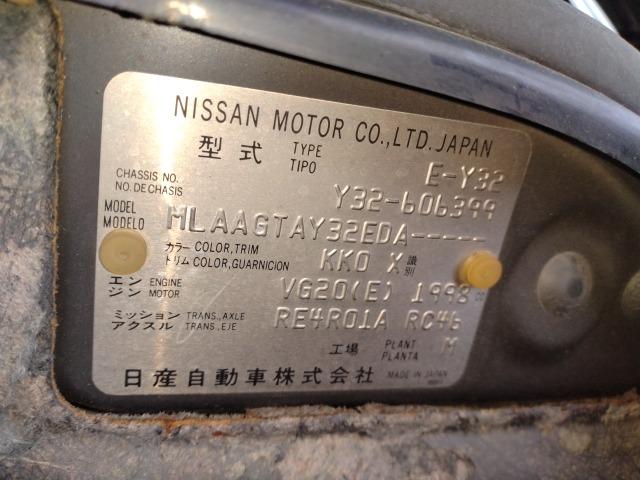 NISSAN MOTOR CO.,LTD.JAPAN
型式 TYPE TIPO E-Y32
CHASSIS NO. NO. DE CHASIS Y32-606399
MODEL MODELO MLAAGTAY32EDA-----
カラー COLOR,TRIM
トリム COLOR,GUARNICION KK0 X 識別
エンジン ENGINE MOTOR VG20(E) 1998 cc
ミッション TRANS.,AXLE
アクスル TRANS.,EJE RE4R01A RC46
工場 PLANT PLANTA M
日産自動車株式会社 MADE IN JAPAN